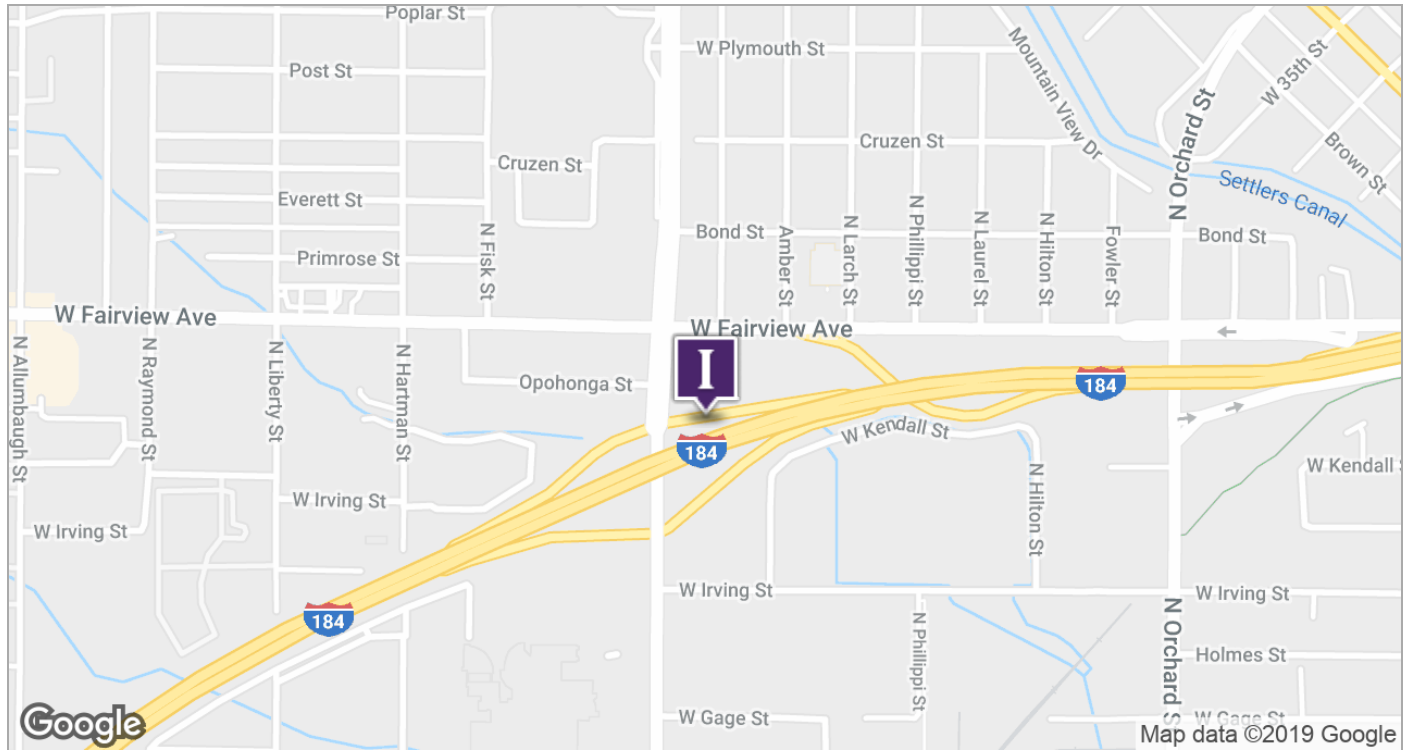 Poplar St
W Plymouth St
Post St
Mountain View Dr
N Orchard St
W 35th St
Cruzen St
Cruzen St
Brown St
Settlers Canal
Everett St
N Fisk St
Bond St
Amber St
N Larch St
N Phillippi St
N Laurel St
N Hilton St
Fowler St
Bond St
Primrose St
W Fairview Ave
W Fairview Ave
N Allumbaugh St
N Raymond St
N Liberty St
N Hartman St
Opohonga St
I
184
184
W Kendall St
W Kendall S
N Hilton St
W Irving St
W Irving St
W Irving St
W Irving St
184
N Phillippi St
N Orchard S
Holmes St
W Gage St
W Gage St
Google
Map data ©2019 Google